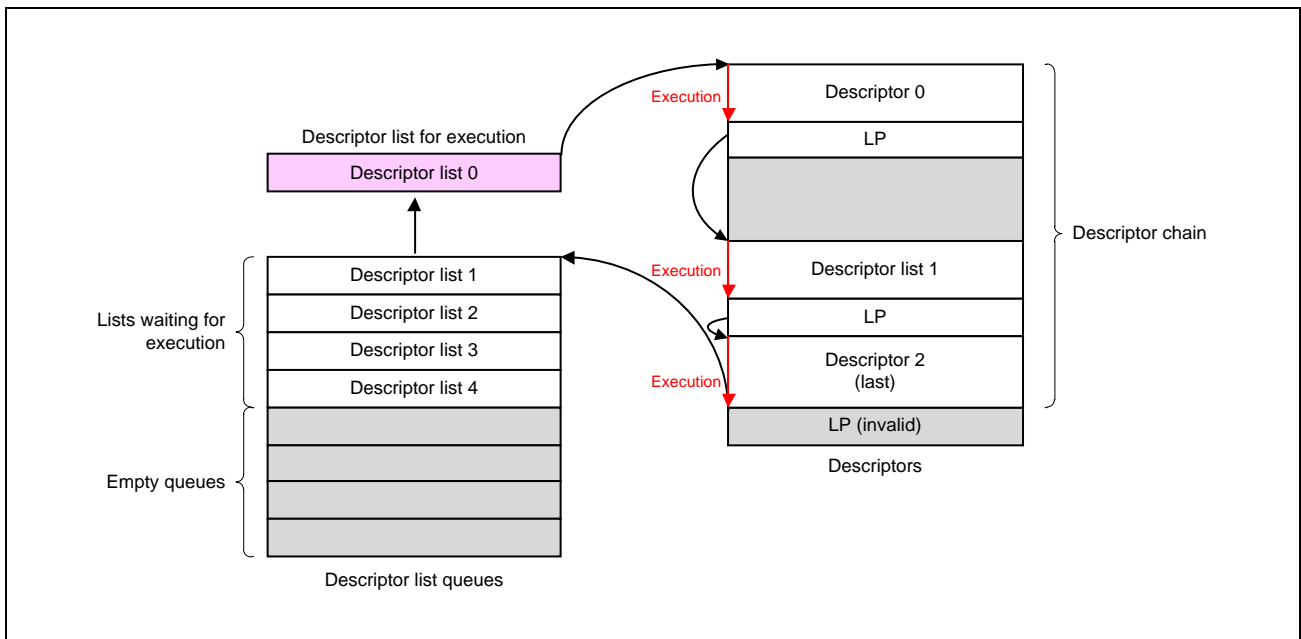 Descriptor list for execution
Descriptor list 0
Lists waiting for
execution
Descriptor list 1
Descriptor list 2
Descriptor list 3
Descriptor list 4
Empty queues
Descriptor list queues
Execution
Descriptor 0
LP
Execution
Descriptor list 1
LP
Execution
Descriptor 2
(last)
LP (invalid)
Descriptors
Descriptor chain